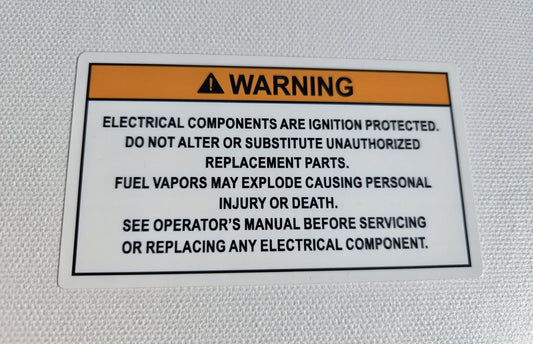 WARNING
ELECTRICAL COMPONENTS ARE IGNITION PROTECTED.
DO NOT ALTER OR SUBSTITUTE UNAUTHORIZED
REPLACEMENT PARTS.
FUEL VAPORS MAY EXPLODE CAUSING PERSONAL
INJURY OR DEATH.
SEE OPERATOR'S MANUAL BEFORE SERVICING
OR REPLACING ANY ELECTRICAL COMPONENT.